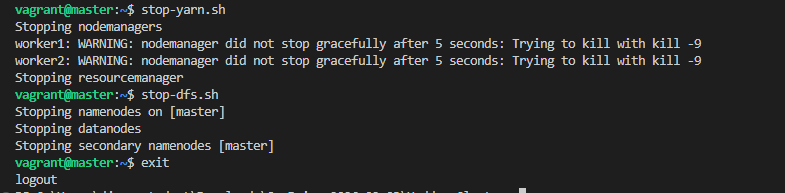 vagrant@master:~$ stop-yarn.sh
Stopping nodemanagers
worker1: WARNING: nodemanager did not stop gracefully after 5 seconds: Trying to kill with kill -9
worker2: WARNING: nodemanager did not stop gracefully after 5 seconds: Trying to kill with kill -9
Stopping resourcemanager
vagrant@master:~$ stop-dfs.sh
Stopping namenodes on [master]
Stopping datanodes
Stopping secondary namenodes [master]
vagrant@master:~$ exit
logout